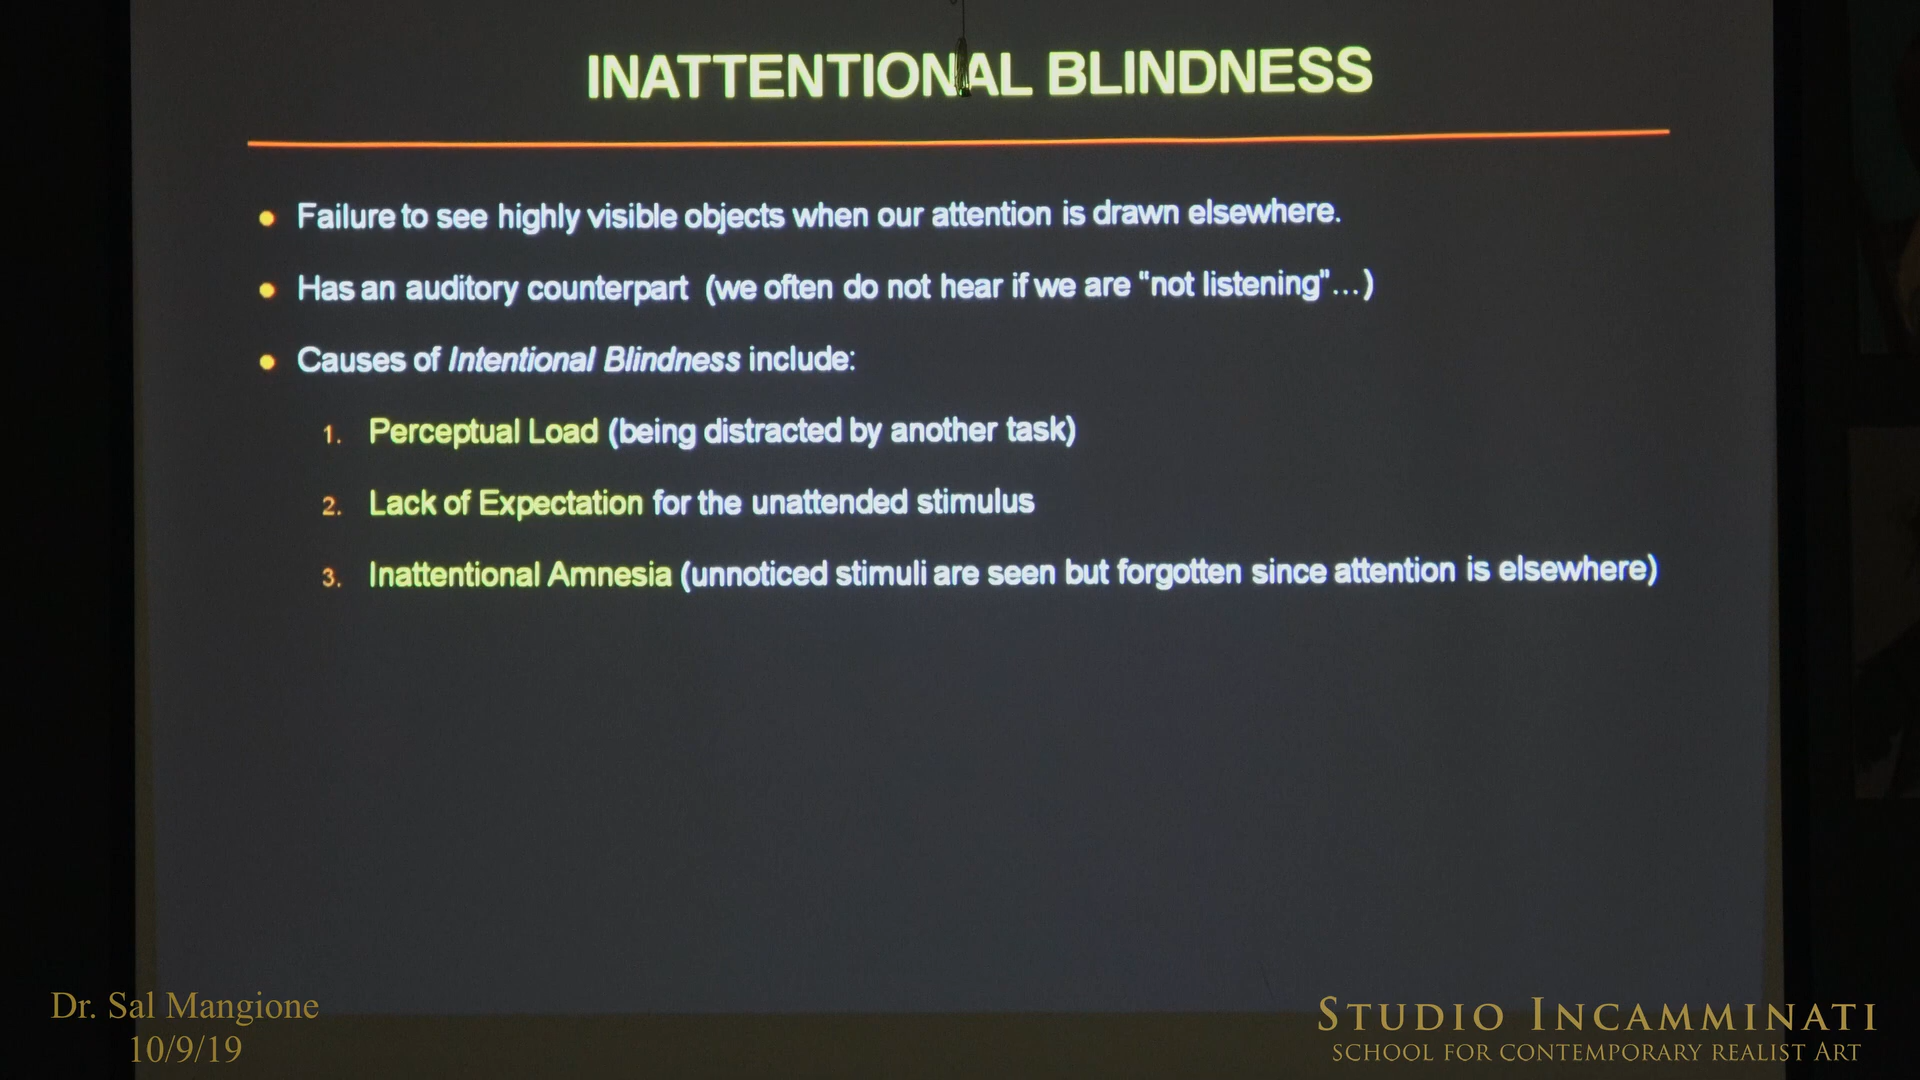 INATTENTIONAL BLINDNESS
• Failure to see highly visible objects when our attention is drawn elsewhere.
• Has an auditory counterpart (we often do not hear if we are "not listening"...)
• Causes of Intentional Blindness include:
1. Perceptual Load (being distracted by another task)
2. Lack of Expectation for the unattended stimulus
3. Inattentional Amnesia (unnoticed stimuli are seen but forgotten since attention is elsewhere)
Dr. Sal Mangione
10/9/19
STUDIO INCAMMINATI
SCHOOL FOR CONTEMPORARY REALIST ART